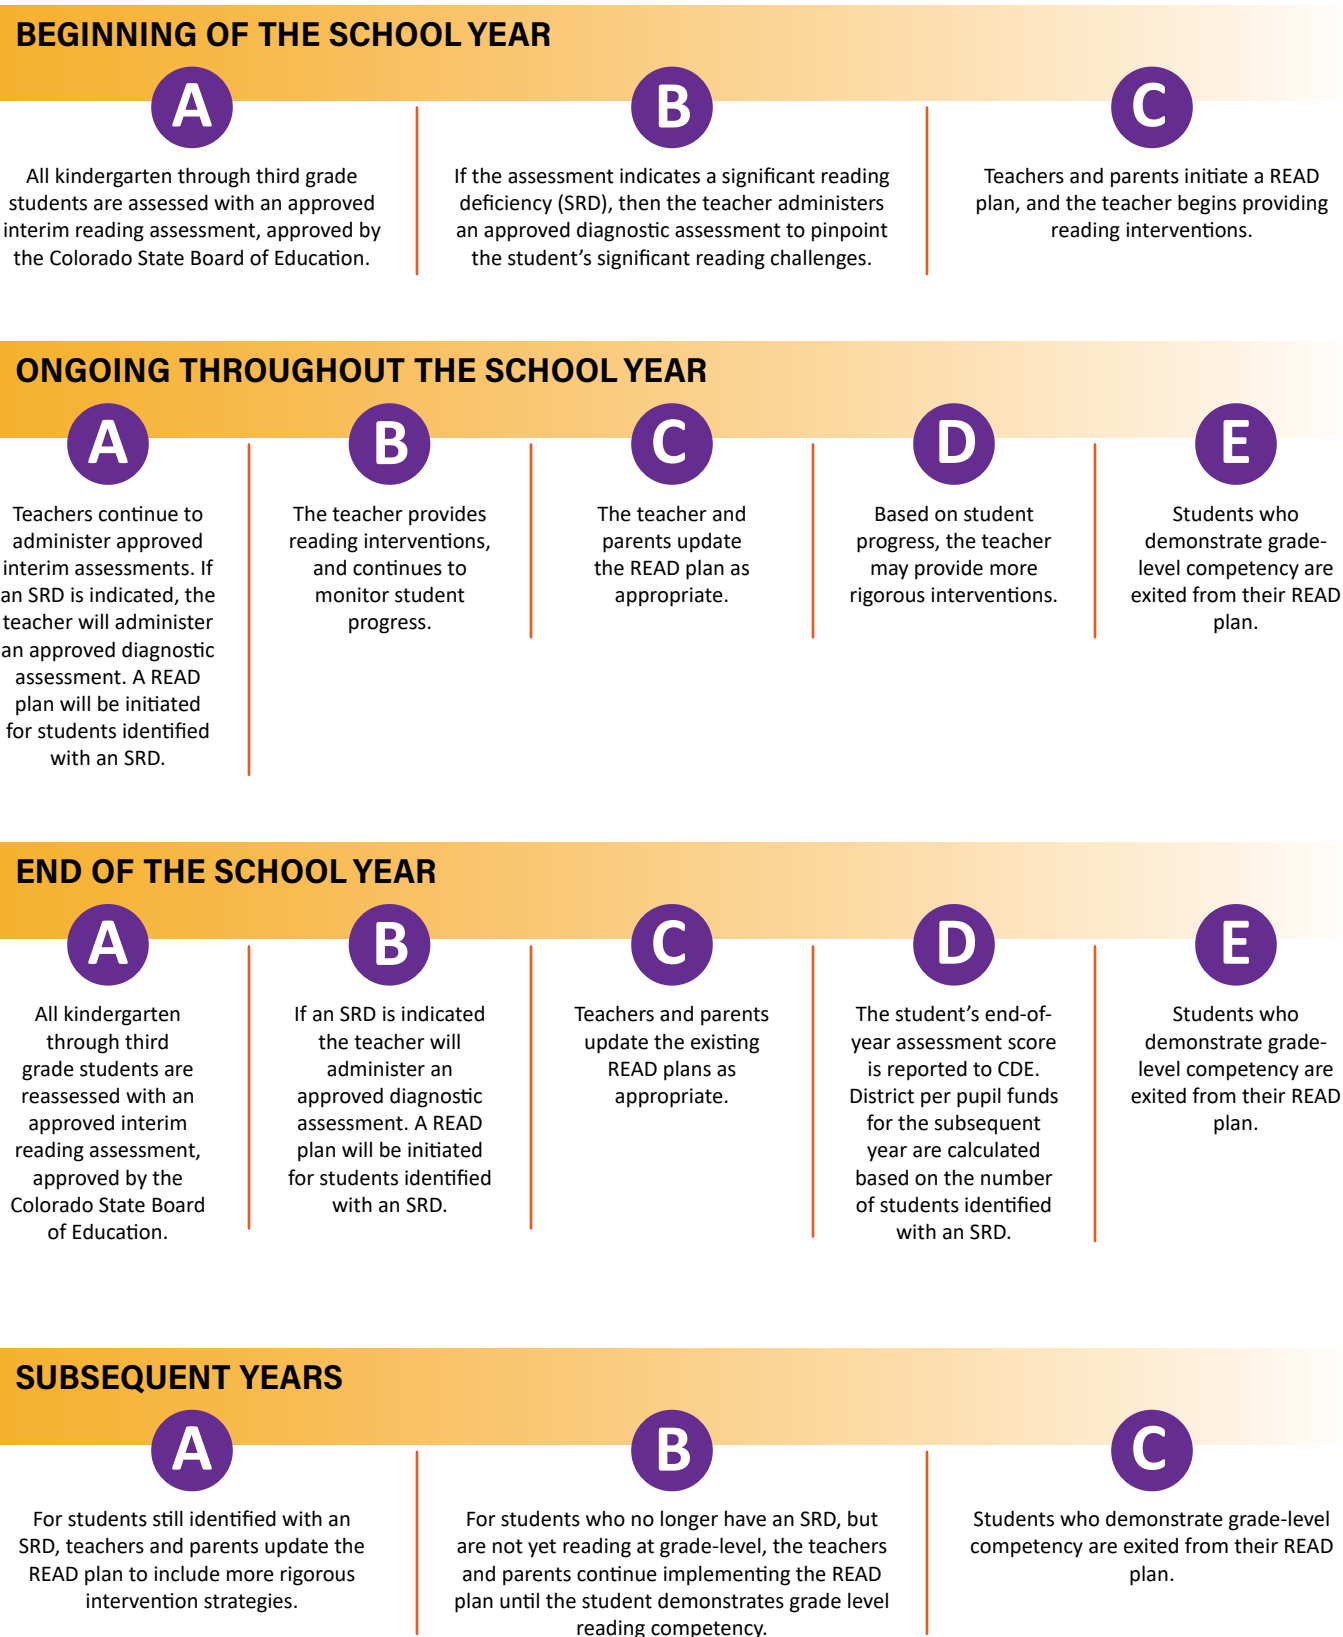 BEGINNING OF THE SCHOOL YEAR
A
All kindergarten through third grade
students are assessed with an approved
interim reading assessment, approved by
the Colorado State Board of Education.
B
If the assessment indicates a significant reading
deficiency (SRD), then the teacher administers
an approved diagnostic assessment to pinpoint
the student's significant reading challenges.
C
Teachers and parents initiate a READ
plan, and the teacher begins providing
reading interventions.
ONGOING THROUGHOUT THE SCHOOL YEAR
A
Teachers continue to
administer approved
interim assessments. If
an SRD is indicated, the
teacher will administer
an approved diagnostic
assessment. A READ
plan will be initiated
for students identified
with an SRD.
B
The teacher provides
reading interventions,
and continues to
monitor student
progress.
C
The teacher and
parents update
the READ plan as
appropriate.
D
Based on student
progress, the teacher
may provide more
rigorous interventions.
E
Students who
demonstrate grade-
level competency are
exited from their READ
plan.
END OF THE SCHOOL YEAR
A
All kindergarten
through third
grade students are
reassessed with an
approved interim
reading assessment,
approved by the
Colorado State Board
of Education.
B
If an SRD is indicated
the teacher will
administer an
approved diagnostic
assessment. A READ
plan will be initiated
for students identified
with an SRD.
C
Teachers and parents
update the existing
READ plans as
appropriate.
D
The student's end-of-
year assessment score
is reported to CDE.
District per pupil funds
for the subsequent
year are calculated
based on the number
of students identified
with an SRD.
E
Students who
demonstrate grade-
level competency are
exited from their READ
plan.
SUBSEQUENT YEARS
A
For students still identified with an
SRD, teachers and parents update the
READ plan to include more rigorous
intervention strategies.
B
For students who no longer have an SRD, but
are not yet reading at grade-level, the teachers
and parents continue implementing the READ
plan until the student demonstrates grade level
reading competency.
C
Students who demonstrate grade-level
competency are exited from their READ
plan.